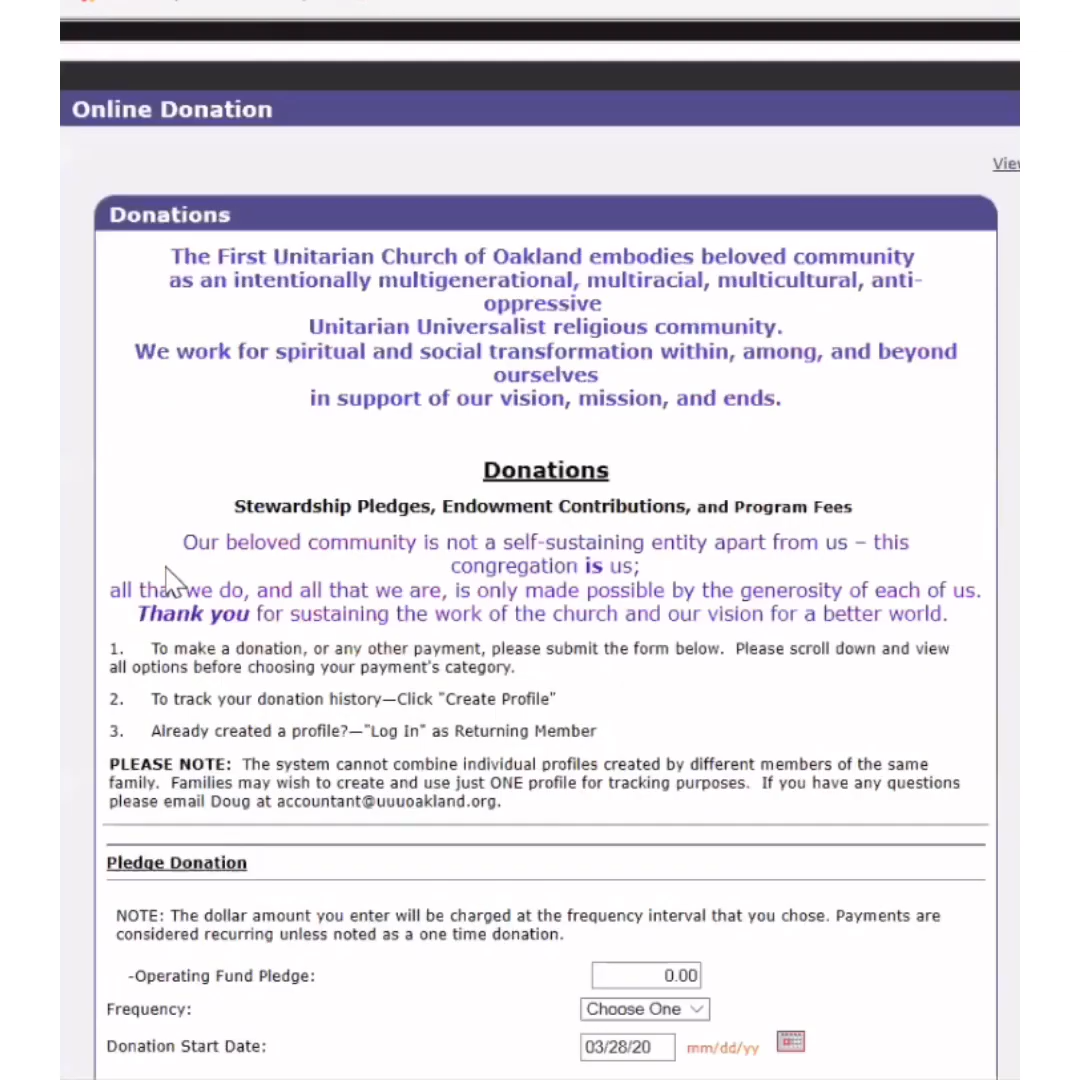 Online Donation
Donations
The First Unitarian Church of Oakland embodies beloved community
as an intentionally multigenerational, multiracial, multicultural, anti-
oppressive
Unitarian Universalist religious community.
We work for spiritual and social transformation within, among, and beyond
ourselves
in support of our vision, mission, and ends.
Donations
Stewardship Pledges, Endowment Contributions, and Program Fees
Our beloved community is not a self-sustaining entity apart from us – this
congregation is us;
all that we do, and all that we are, is only made possible by the generosity of each of us.
Thank you for sustaining the work of the church and our vision for a better world.
1. To make a donation, or any other payment, please submit the form below. Please scroll down and view
all options before choosing your payment's category.
2. To track your donation history—Click "Create Profile"
3. Already created a profile?—"Log In" as Returning Member
PLEASE NOTE: The system cannot combine individual profiles created by different members of the same
family. Families may wish to create and use just ONE profile for tracking purposes. If you have any questions
please email Doug at accountant@uuuoakland.org.
Pledge Donation
NOTE: The dollar amount you enter will be charged at the frequency interval that you chose. Payments are
considered recurring unless noted as a one time donation.
-Operating Fund Pledge: 0.00
Frequency: Choose One
Donation Start Date: 03/28/20 mm/dd/yy